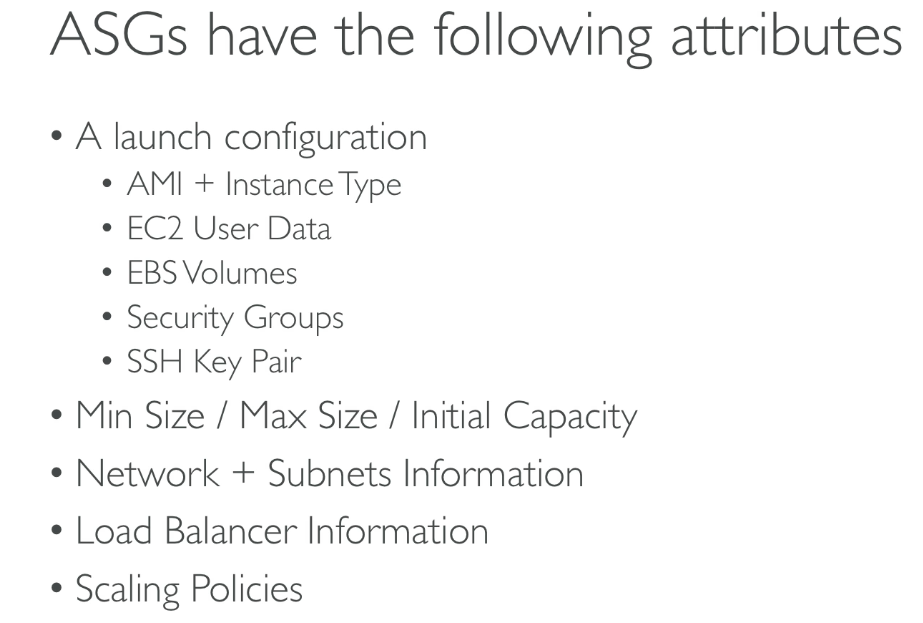 ASGs have the following attributes
• A launch configuration
• AMI + Instance Type
• EC2 User Data
• EBS Volumes
• Security Groups
• SSH Key Pair
• Min Size / Max Size / Initial Capacity
• Network + Subnets Information
• Load Balancer Information
• Scaling Policies